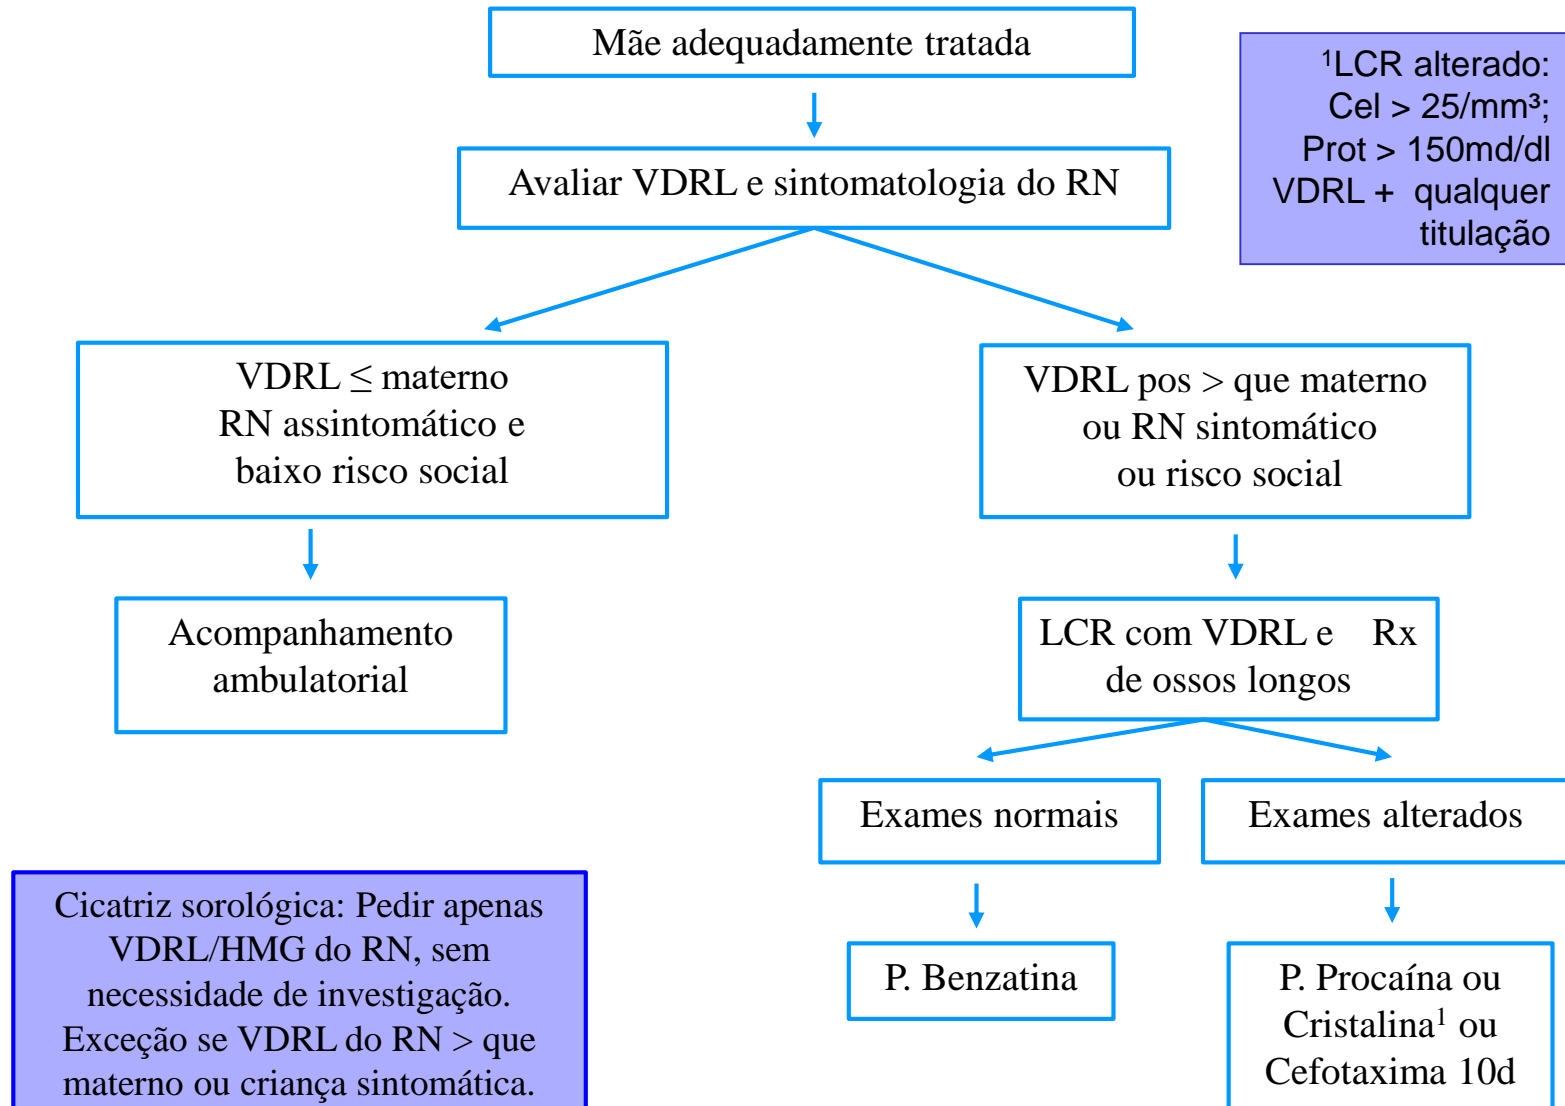 Mãe adequadamente tratada
¹LCR alterado:
Cel > 25/mm³;
Prot > 150md/dl
VDRL + qualquer
titulação
Avaliar VDRL e sintomatologia do RN
VDRL ≤ materno
RN assintomático e
baixo risco social
VDRL pos > que materno
ou RN sintomático
ou risco social
Acompanhamento
ambulatorial
LCR com VDRL e Rx
de ossos longos
Exames normais
Exames alterados
Cicatriz sorológica: Pedir apenas
VDRL/HMG do RN, sem
necessidade de investigação.
Exceção se VDRL do RN > que
materno ou criança sintomática.
P. Benzatina
P. Procaína ou
Cristalina¹ ou
Cefotaxima 10d